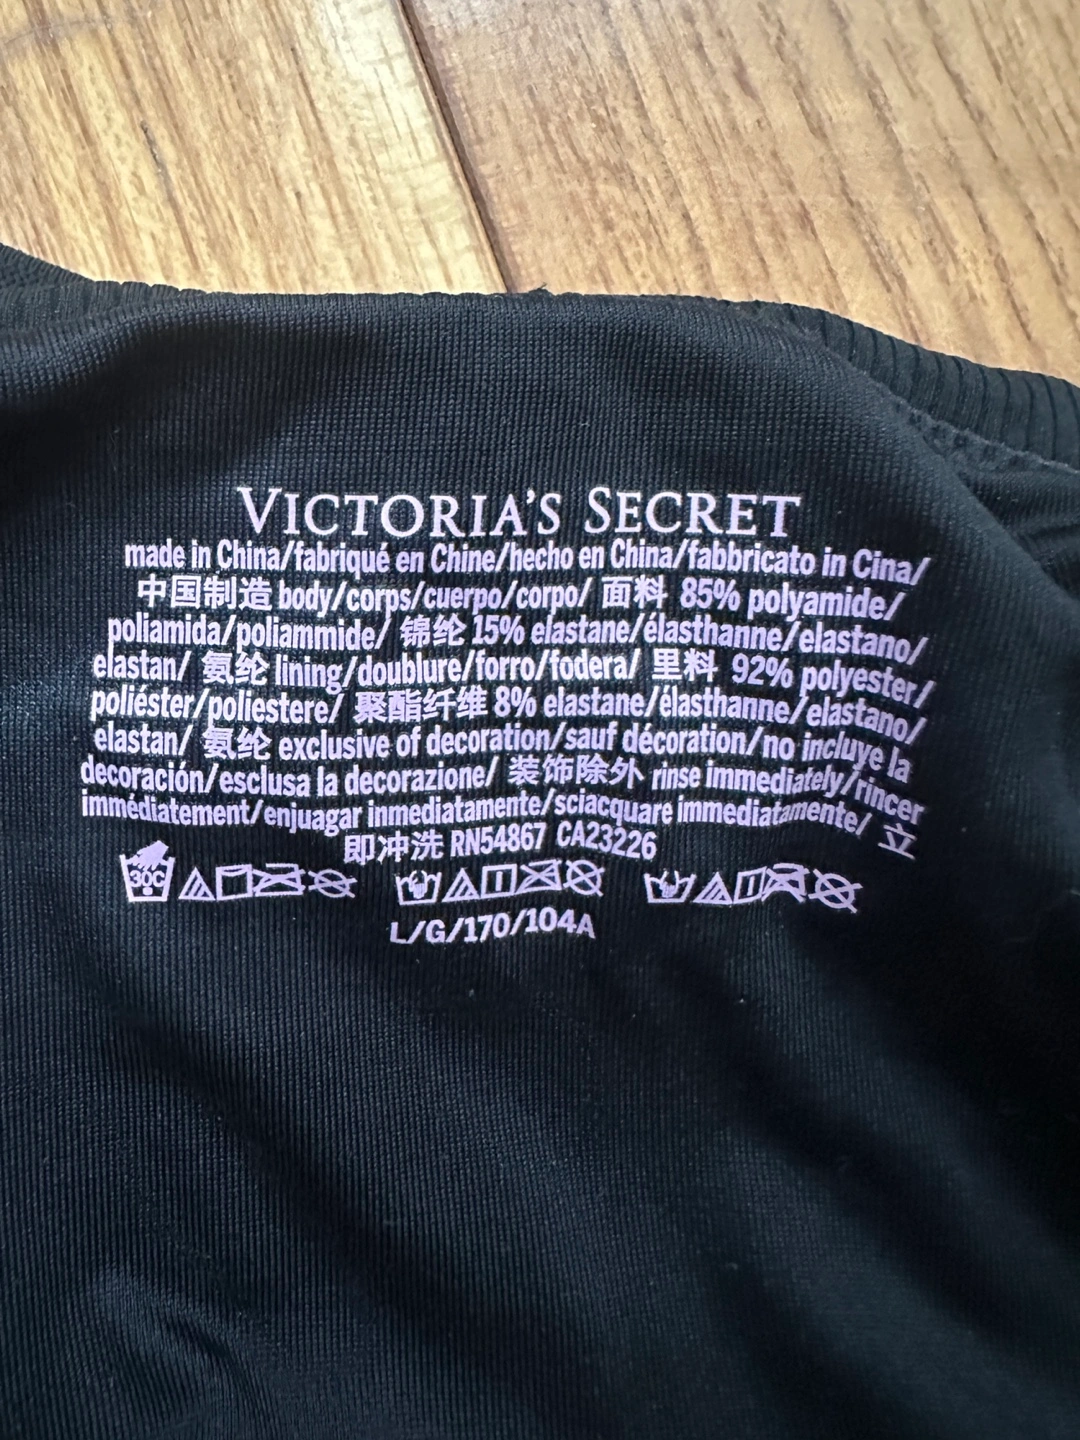 VICTORIA'S SECRET
made in China/fabriqué en Chine/hecho en China/fabbricato in Cina/
中国制造 body/corps/cuerpo/corpo/ 面料 85% polyamide/
poliamida/poliammide/ 锦纶 15% elastane/élasthanne/elastano/
elastan/ 氨纶 lining/doublure/forro/fodera/ 里料 92% polyester/
poliéster/poliestere/ 聚酯纤维 8% elastane/élasthanne/elastano/
elastan/ 氨纶 exclusive of decoration/sauf décoration/no incluye la
decoración/esclusa la decorazione/ 装饰除外 rinse immediately/rincer
immédiatement/enjuagar inmediatamente/sciacquare immediatamente/ 立
即冲洗 RN54867 CA23226
30C
L/G/170/104A